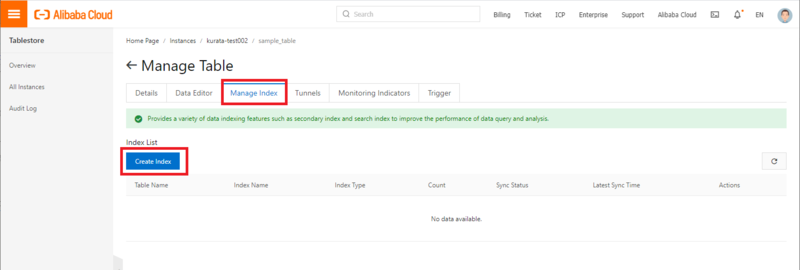 Alibaba Cloud
Search
Billing Ticket ICP Enterprise Support Alibaba Cloud EN
Tablestore
Overview
All Instances
Audit Log
Home Page / Instances / kurata-test002 / sample_table
Manage Table
Details Data Editor Manage Index Tunnels Monitoring Indicators Trigger
Provides a variety of data indexing features such as secondary index and search index to improve the performance of data query and analysis.
Index List
Create Index
Table Name Index Name Index Type Count Sync Status Latest Sync Time Actions
No data available.